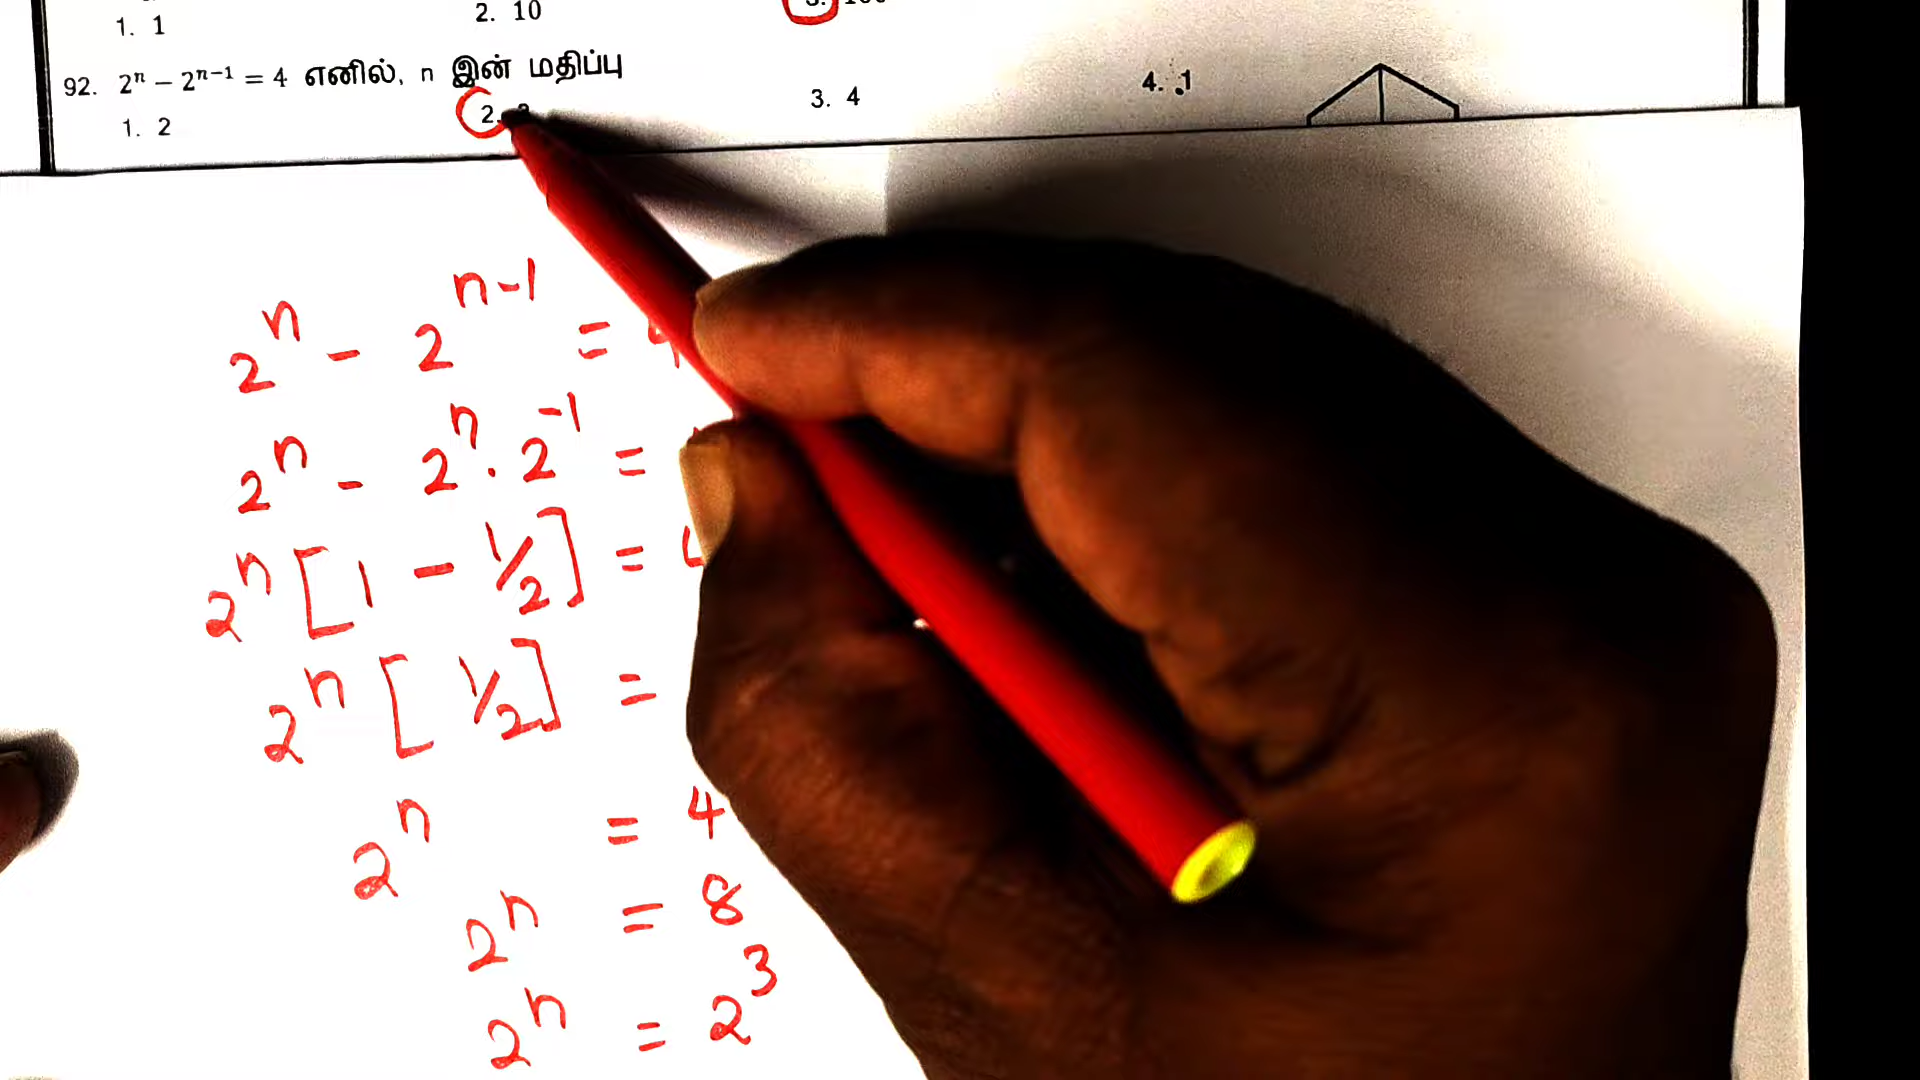 1. 1 2. 10
92. 2ⁿ − 2ⁿ⁻¹ = 4 எனில், n இன் மதிப்பு
1. 2 2. 3. 4 4. 1
2ⁿ - 2ⁿ⁻¹ =
2ⁿ - 2ⁿ . 2⁻¹ =
2ⁿ [1 - 1/2] =
2ⁿ [1/2] =
2ⁿ = 4
2ⁿ = 8
2ⁿ = 2³